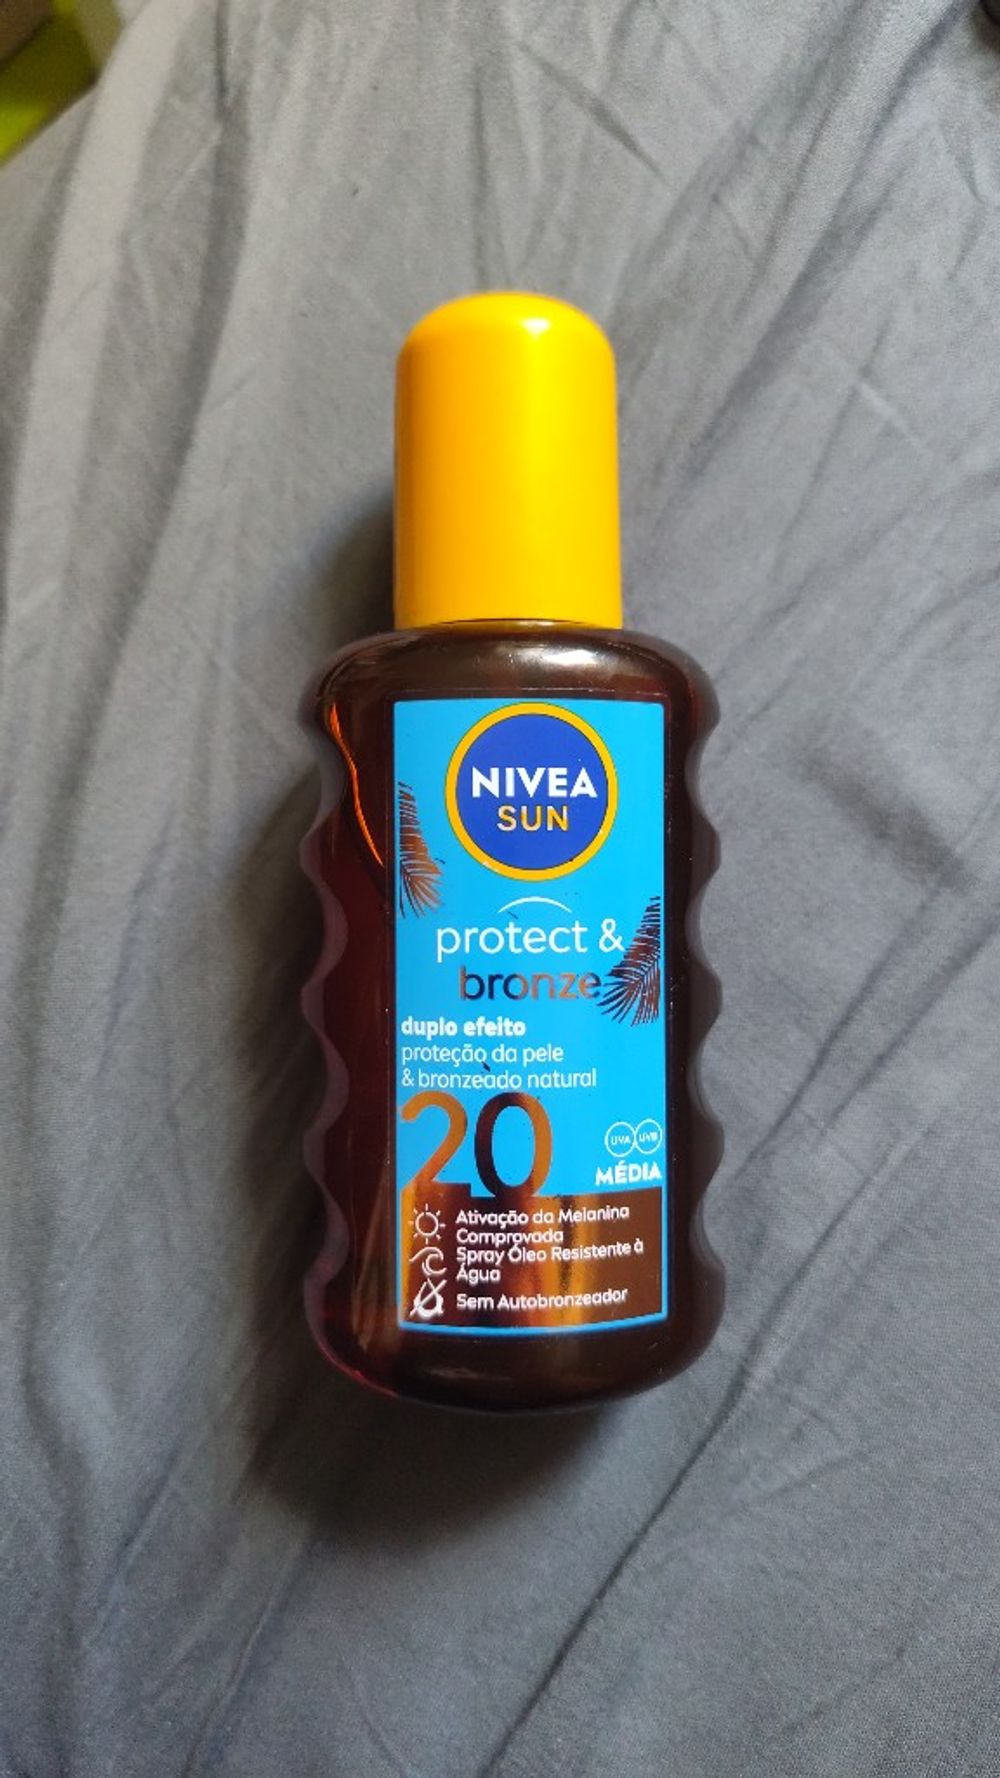 NIVEA
SUN
protect &
bronze
duplo efeito
proteção da pele
& bronzeado natural
20
UVA UVB
MÉDIA
Ativação da Melanina
Comprovada
Spray Óleo Resistente à
Água
Sem Autobronzeador